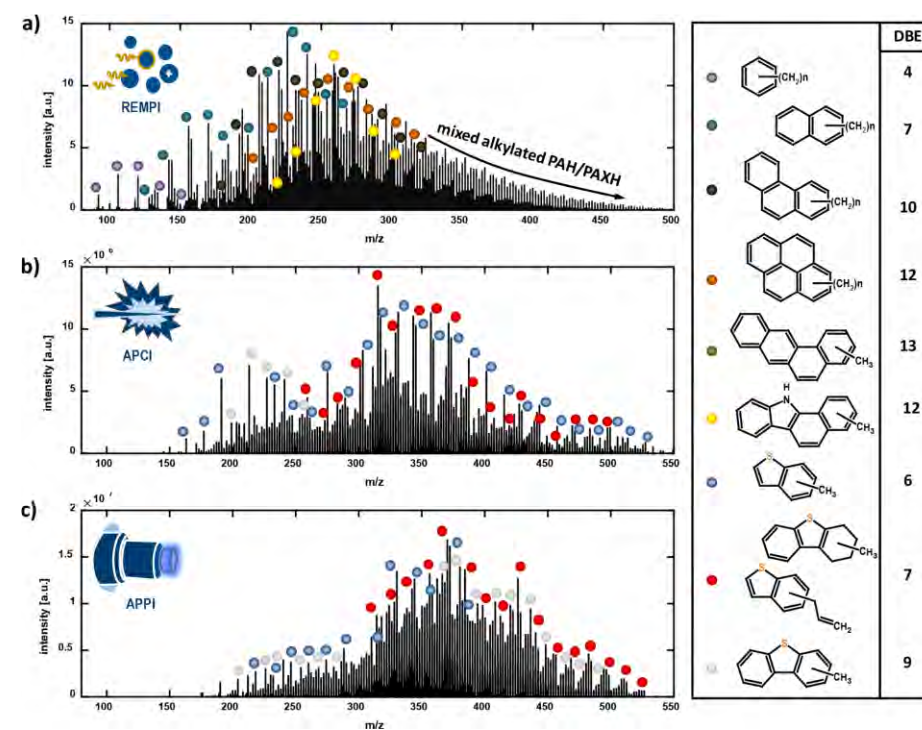 a)
15
10
5
0
intensity [a.u.]
REMPI
mixed alkylated PAH/PAXH
100 150 200 250 300 350 400 450 500
m/z
b)
× 10 6
15
10
5
0
intensity [a.u.]
APCI
100 150 200 250 300 350 400 450 500 550
m/z
c)
× 10
2
1.5
1
0.5
0
intensity [a.u.]
APPI
100 150 200 250 300 350 400 450 500 550
m/z
DBE
(CH₂)n
4
(CH₂)n
7
(CH₂)n
10
(CH₂)n
12
CH₃
13
H
N
CH₃
12
S
CH₃
6
S
CH₃
7
S
CH₂
S
CH₃
9